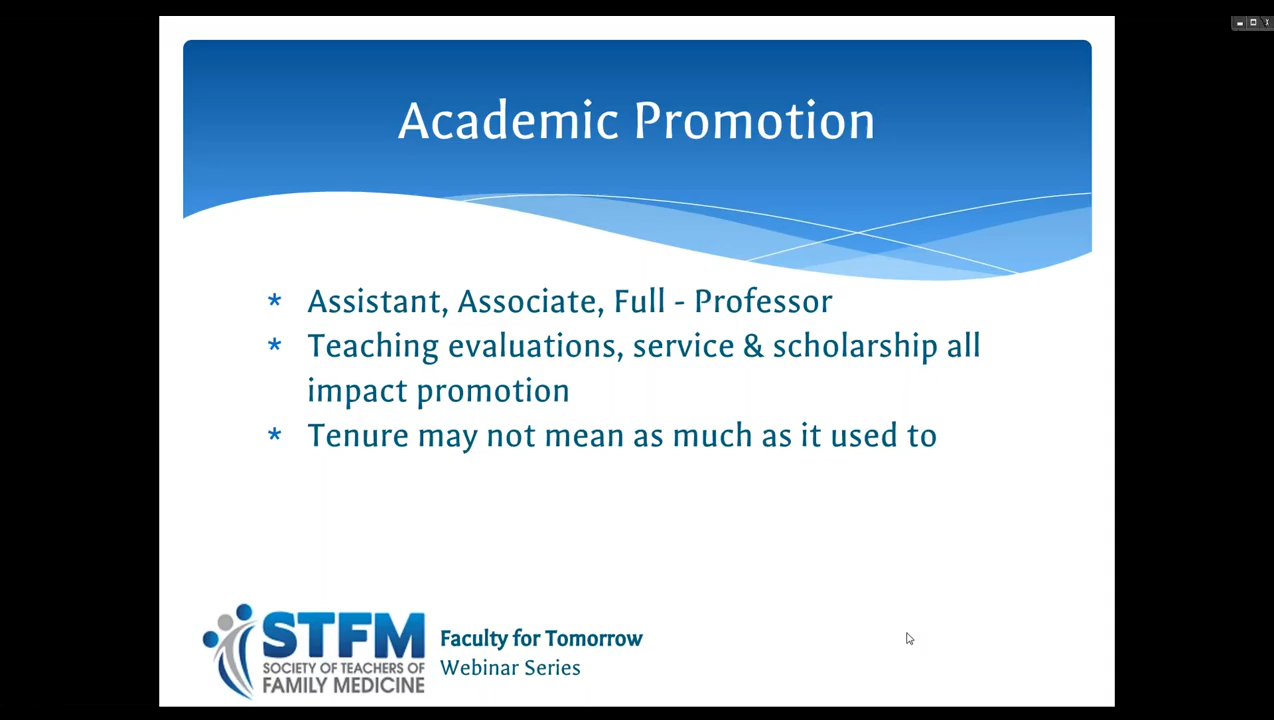 Academic Promotion
* Assistant, Associate, Full - Professor
* Teaching evaluations, service & scholarship all
impact promotion
* Tenure may not mean as much as it used to
STFM
SOCIETY OF TEACHERS OF
FAMILY MEDICINE
Faculty for Tomorrow
Webinar Series